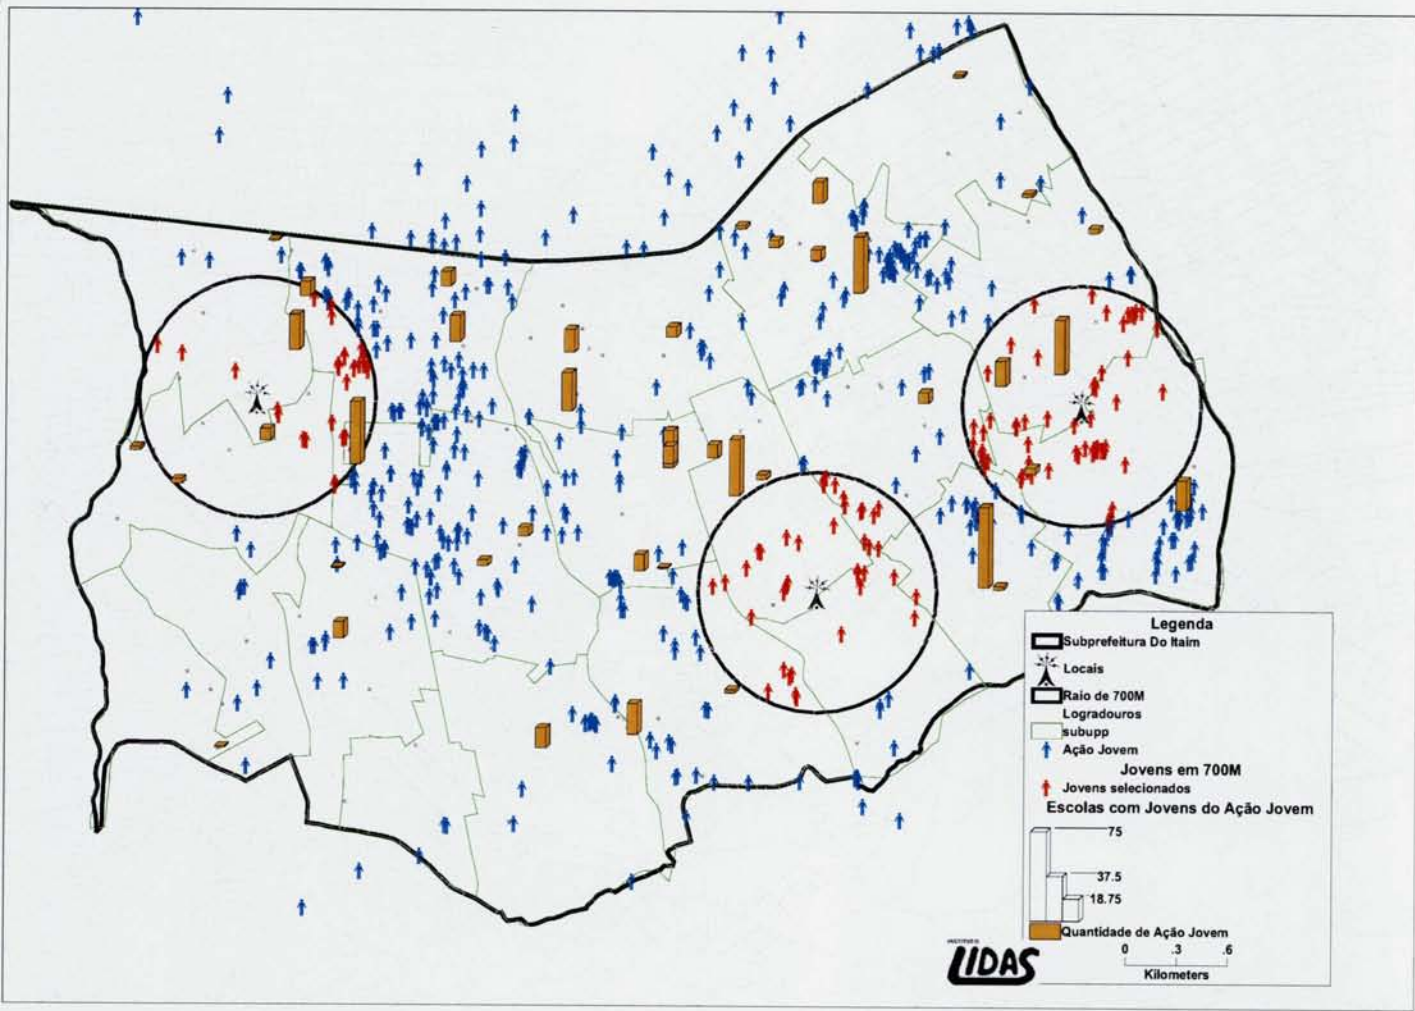 Legenda
Subprefeitura Do Itaim
Locais
Raio de 700M
Logradouros
subupp
Ação Jovem
Jovens em 700M
Jovens selecionados
Escolas com Jovens do Ação Jovem
75
37.5
18.75
Quantidade de Ação Jovem
0 .3 .6
Kilometers
INSTITUTO
LIDAS